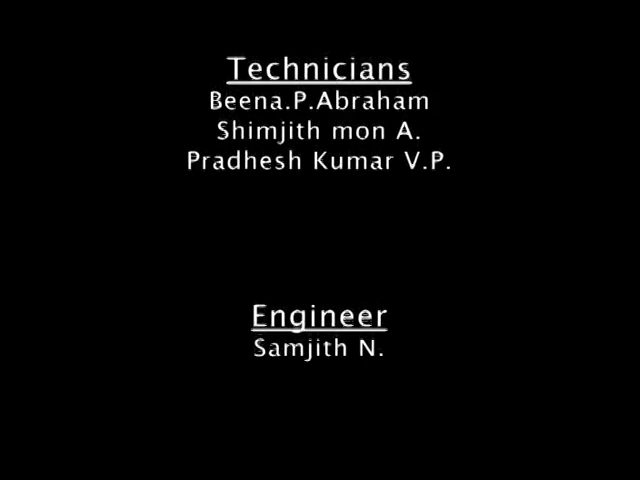 Technicians
Beena.P.Abraham
Shimjith mon A.
Pradhesh Kumar V.P.
Engineer
Samjith N.